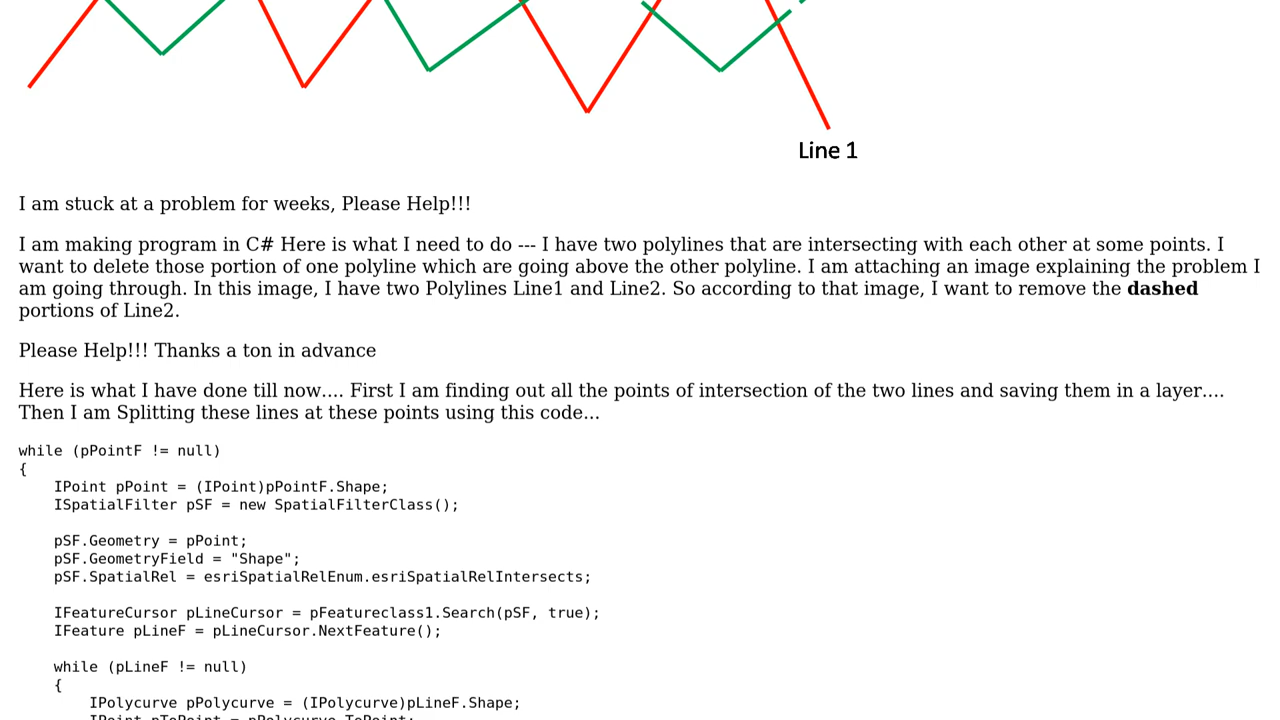 Line 1
I am stuck at a problem for weeks, Please Help!!!
I am making program in C# Here is what I need to do --- I have two polylines that are intersecting with each other at some points. I
want to delete those portion of one polyline which are going above the other polyline. I am attaching an image explaining the problem I
am going through. In this image, I have two Polylines Line1 and Line2. So according to that image, I want to remove the dashed
portions of Line2.
Please Help!!! Thanks a ton in advance
Here is what I have done till now.... First I am finding out all the points of intersection of the two lines and saving them in a layer....
Then I am Splitting these lines at these points using this code...
while (pPointF != null)
{
    IPoint pPoint = (IPoint)pPointF.Shape;
    ISpatialFilter pSF = new SpatialFilterClass();
    pSF.Geometry = pPoint;
    pSF.GeometryField = "Shape";
    pSF.SpatialRel = esriSpatialRelEnum.esriSpatialRelIntersects;
    IFeatureCursor pLineCursor = pFeatureclass1.Search(pSF, true);
    IFeature pLineF = pLineCursor.NextFeature();
    while (pLineF != null)
    {
        IPolycurve pPolycurve = (IPolycurve)pLineF.Shape;
        IPoint pToPoint = pPolycurve.ToPoint;